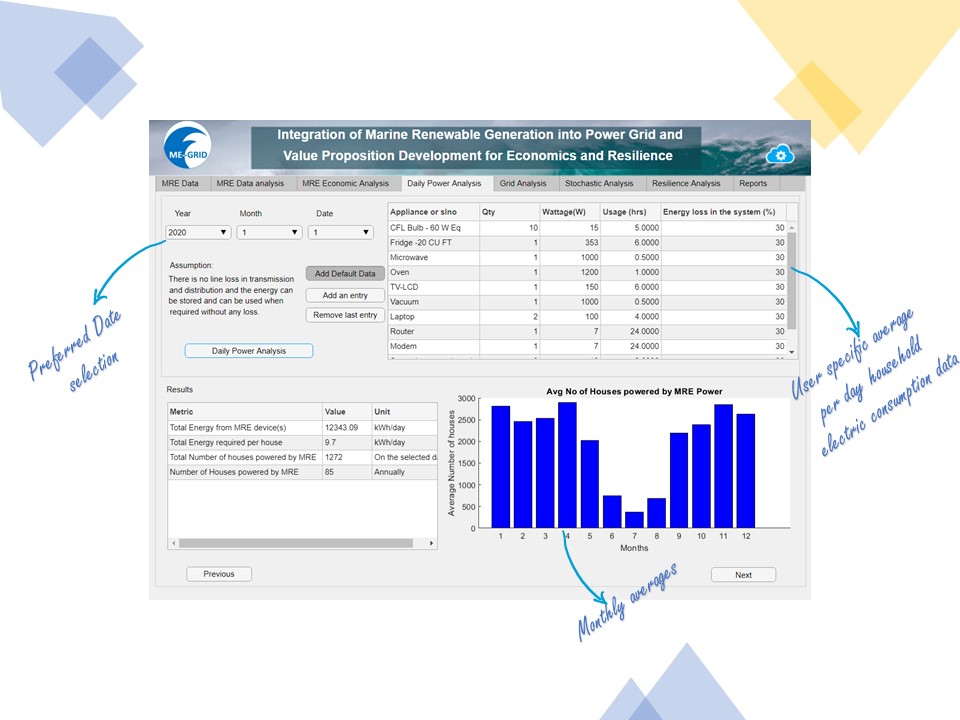 Integration of Marine Renewable Generation into Power Grid and
Value Proposition Development for Economics and Resilience
ME-GRID
MRE Data MRE Data analysis MRE Economic Analysis Daily Power Analysis Grid Analysis Stochastic Analysis Resilience Analysis Reports
Year Month Date
2020 1 1
Assumption:
There is no line loss in transmission
and distribution and the energy can
be stored and can be used when
required without any loss.
Add Default Data
Add an entry
Remove last entry
Daily Power Analysis
Appliance or slno Qty Wattage(W) Usage (hrs) Energy loss in the system (%)
CFL Bulb - 60 W Eq 10 15 5.0000 30
Fridge -20 CU FT 1 353 6.0000 30
Microwave 1 1000 0.5000 30
Oven 1 1200 1.0000 30
TV-LCD 1 150 6.0000 30
Vacuum 1 1000 0.5000 30
Laptop 2 100 4.0000 30
Router 1 7 24.0000 30
Modem 1 7 24.0000 30
Preferred Date
selection
User specific average
per day household
electric consumption data
Results
Metric Value Unit
Total Energy from MRE device(s) 12343.09 kWh/day
Total Energy required per house 9.7 kWh/day
Total Number of houses powered by MRE 1272 On the selected da
Number of Houses powered by MRE 85 Annually
Avg No of Houses powered by MRE Power
Average Number of houses
3000
2500
2000
1500
1000
500
0
1 2 3 4 5 6 7 8 9 10 11 12
Months
Previous
Next
Monthly averages